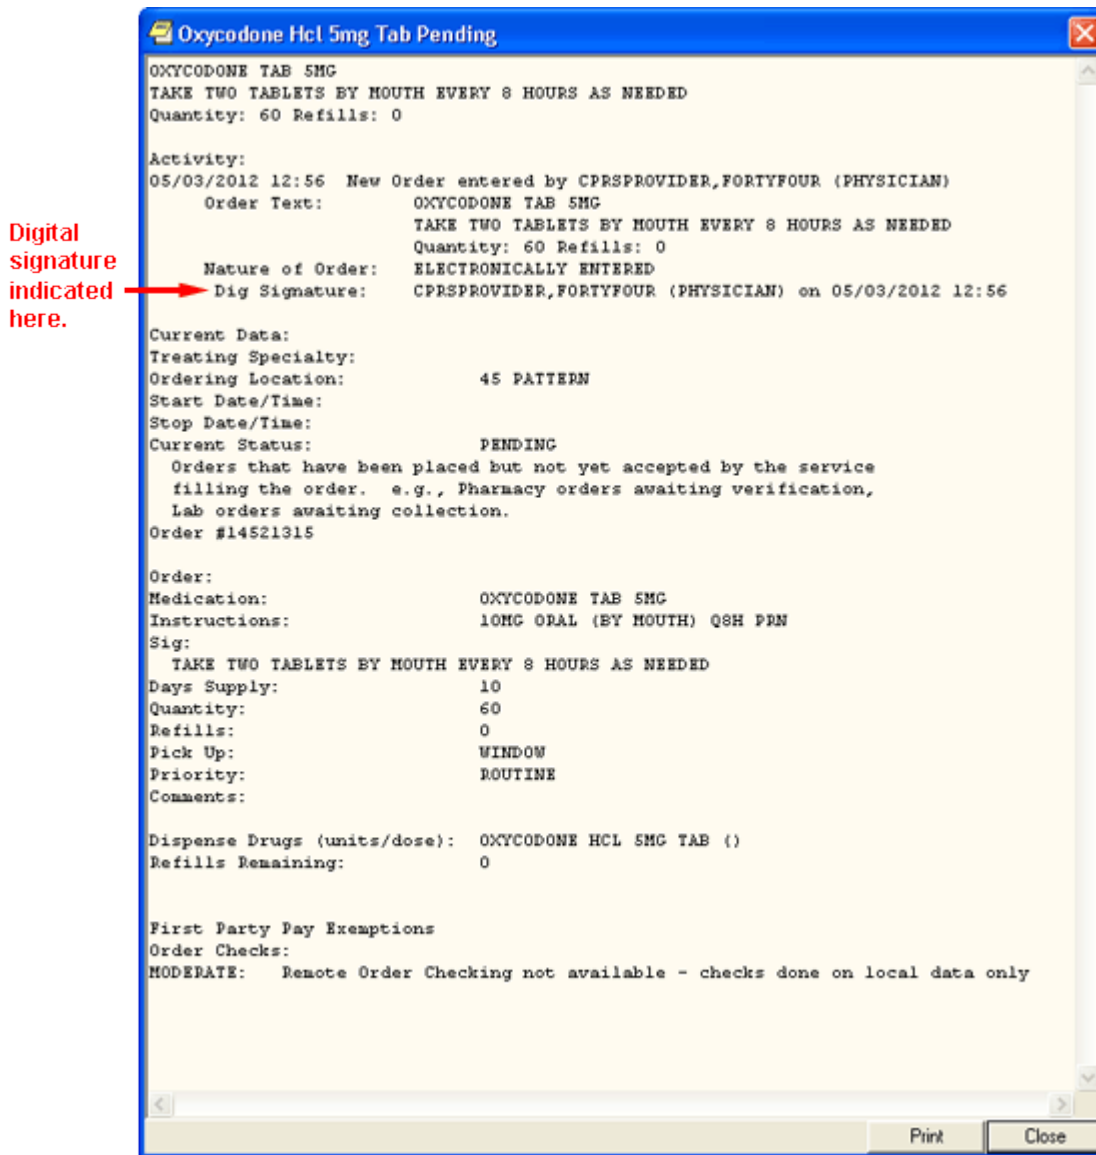 Oxycodone Hcl 5mg Tab Pending
OXYCODONE TAB 5MG
TAKE TWO TABLETS BY MOUTH EVERY 8 HOURS AS NEEDED
Quantity: 60 Refills: 0
Activity:
05/03/2012 12:56 New Order entered by CPRSPROVIDER,FORTYFOUR (PHYSICIAN)
Order Text: OXYCODONE TAB 5MG
TAKE TWO TABLETS BY MOUTH EVERY 8 HOURS AS NEEDED
Quantity: 60 Refills: 0
Nature of Order: ELECTRONICALLY ENTERED
Dig Signature: CPRSPROVIDER,FORTYFOUR (PHYSICIAN) on 05/03/2012 12:56
Digital
signature
indicated
here.
Current Data:
Treating Specialty:
Ordering Location: 45 PATTERN
Start Date/Time:
Stop Date/Time:
Current Status: PENDING
Orders that have been placed but not yet accepted by the service
filling the order. e.g., Pharmacy orders awaiting verification,
Lab orders awaiting collection.
Order #14521315
Order:
Medication: OXYCODONE TAB 5MG
Instructions: 10MG ORAL (BY MOUTH) Q8H PRN
Sig:
TAKE TWO TABLETS BY MOUTH EVERY 8 HOURS AS NEEDED
Days Supply: 10
Quantity: 60
Refills: 0
Pick Up: WINDOW
Priority: ROUTINE
Comments:
Dispense Drugs (units/dose): OXYCODONE HCL 5MG TAB ()
Refills Remaining: 0
First Party Pay Exemptions
Order Checks:
MODERATE: Remote Order Checking not available - checks done on local data only
Print Close